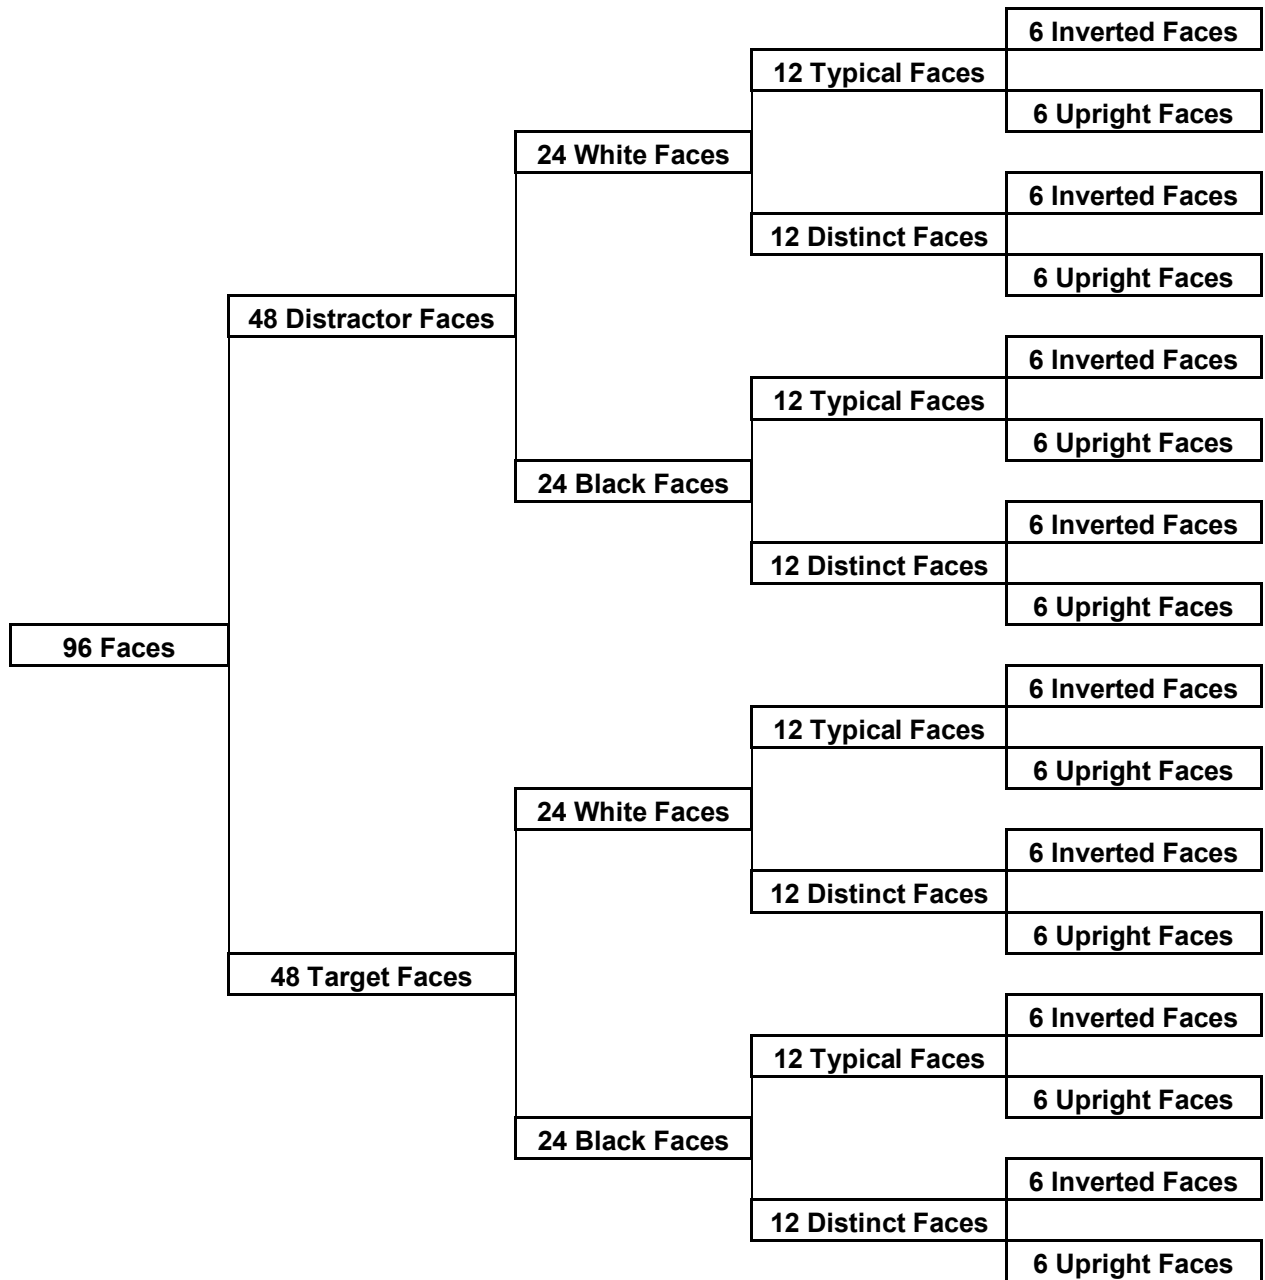 6 Inverted Faces
12 Typical Faces
6 Upright Faces
24 White Faces
6 Inverted Faces
12 Distinct Faces
6 Upright Faces
48 Distractor Faces
6 Inverted Faces
12 Typical Faces
6 Upright Faces
24 Black Faces
6 Inverted Faces
12 Distinct Faces
6 Upright Faces
96 Faces
6 Inverted Faces
12 Typical Faces
6 Upright Faces
24 White Faces
6 Inverted Faces
12 Distinct Faces
6 Upright Faces
48 Target Faces
6 Inverted Faces
12 Typical Faces
6 Upright Faces
24 Black Faces
6 Inverted Faces
12 Distinct Faces
6 Upright Faces